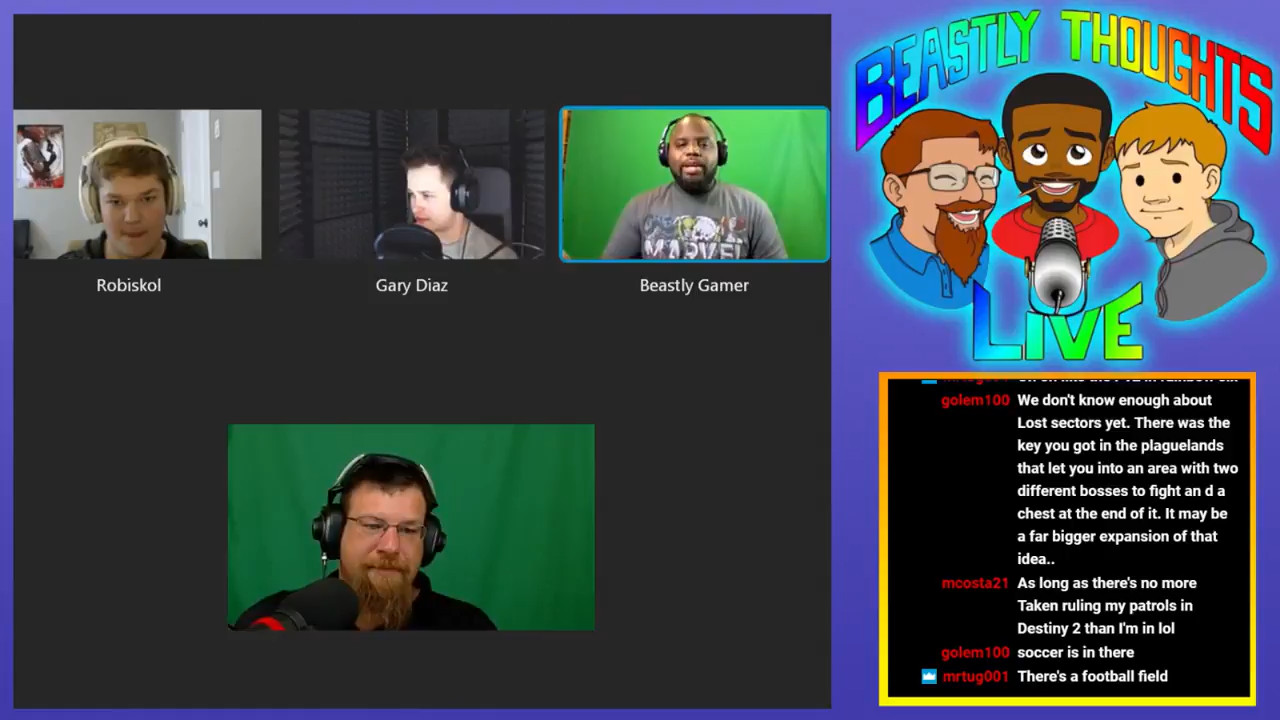 BEASTLY THOUGHTS
LIVE
MARVEL
Robiskol
Gary Diaz
Beastly Gamer
golem100 We don't know enough about
Lost sectors yet. There was the
key you got in the plaguelands
that let you into an area with two
different bosses to fight an d a
chest at the end of it. It may be
a far bigger expansion of that
idea..
mcosta21 As long as there's no more
Taken ruling my patrols in
Destiny 2 than I'm in lol
golem100 soccer is in there
mrtug001 There's a football field